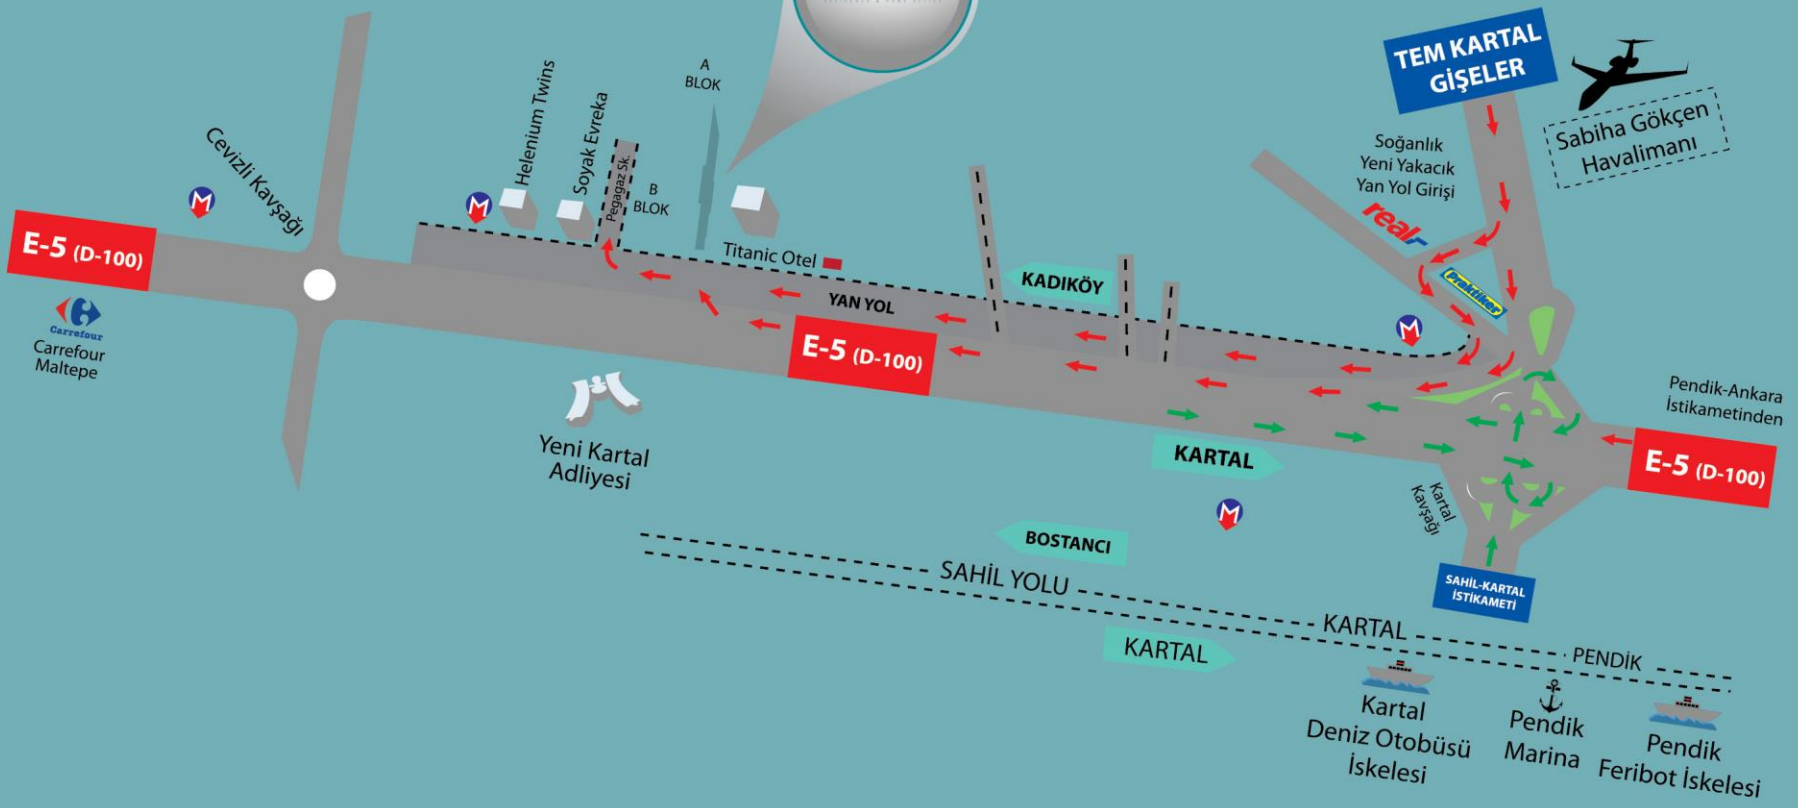 TEM KARTAL
GİŞELER
Sabiha Gökçen
Havalimanı
A
BLOK
Helenium Twins
Soyak Evreka
Pegagaz Sk.
B
BLOK
Cevizli Kavşağı
Soğanlık
Yeni Yakacık
Yan Yol Girişi
real
Praktiker
M
M
E-5 (D-100)
Carrefour
Carrefour
Maltepe
Titanic Otel
KADIKÖY
YAN YOL
E-5 (D-100)
M
Pendik-Ankara
İstikametinden
E-5 (D-100)
Yeni Kartal
Adliyesi
KARTAL
Kartal
Kavşağı
M
BOSTANCI
SAHİL-KARTAL
İSTİKAMETİ
SAHİL YOLU
KARTAL
PENDİK
KARTAL
Kartal
Deniz Otobüsü
İskelesi
Pendik
Marina
Pendik
Feribot İskelesi